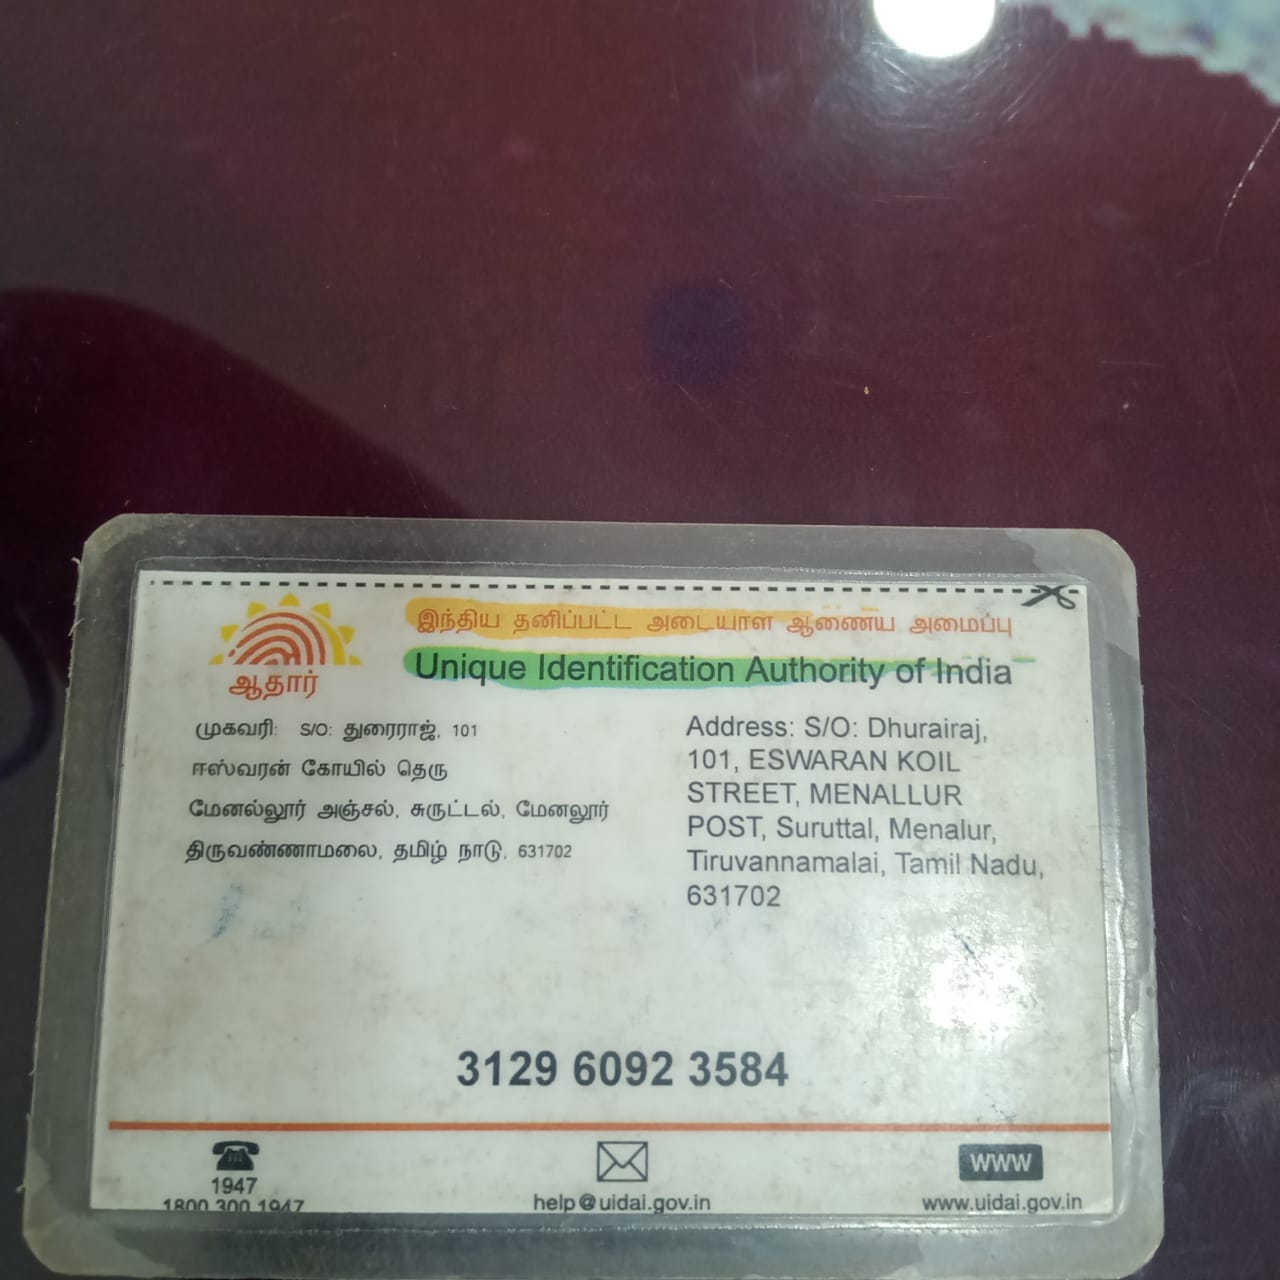 இந்திய தனிப்பட்ட அடையாள ஆணைய அமைப்பு
Unique Identification Authority of India
ஆதார்
முகவரி: S/O: துரைராஜ், 101
ஈஸ்வரன் கோயில் தெரு
மேனல்லூர் அஞ்சல், சுருட்டல், மேனலூர்
திருவண்ணாமலை, தமிழ் நாடு, 631702
Address: S/O: Dhurairaj,
101, ESWARAN KOIL
STREET, MENALLUR
POST, Suruttal, Menalur,
Tiruvannamalai, Tamil Nadu,
631702
3129 6092 3584
1947
1800 300 1947
help@uidai.gov.in
www
www.uidai.gov.in